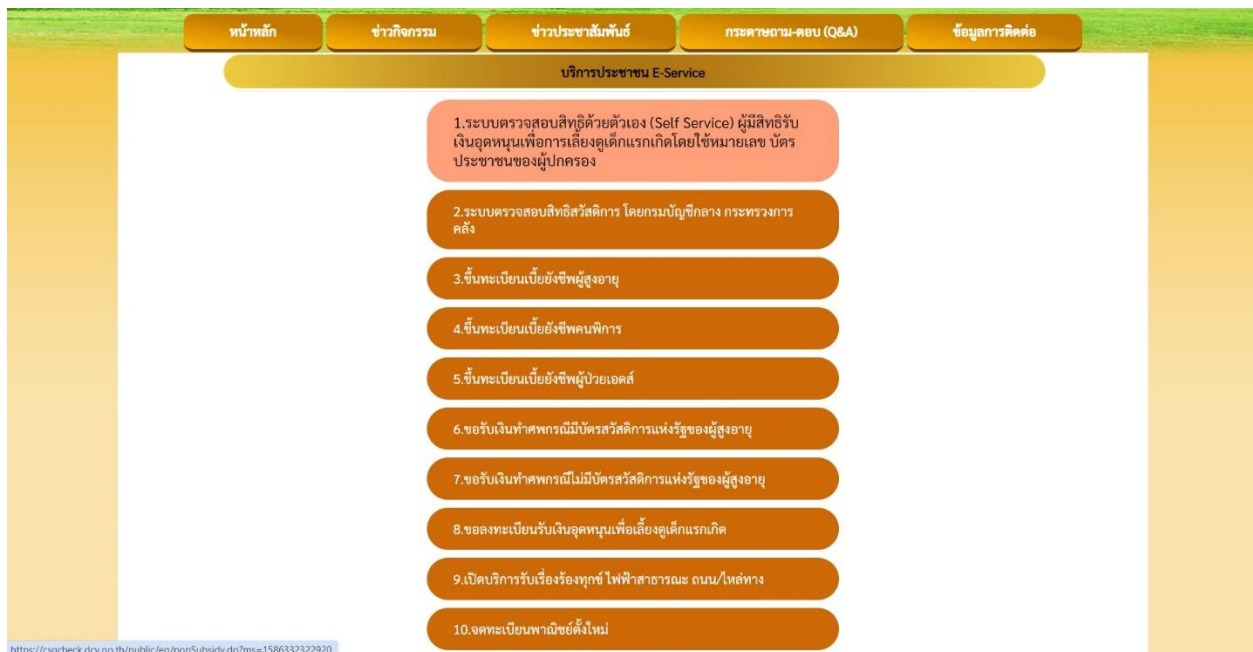 หน้าหลัก
ข่าวกิจกรรม
ข่าวประชาสัมพันธ์
กระดาษถาม-ตอบ (Q&A)
ข้อมูลการติดต่อ
บริการประชาชน E-Service
1.ระบบตรวจสอบสิทธิด้วยตัวเอง (Self Service) ผู้มีสิทธิรับ
เงินอุดหนุนเพื่อการเลี้ยงดูเด็กแรกเกิดโดยใช้หมายเลข บัตร
ประชาชนของผู้ปกครอง
2.ระบบตรวจสอบสิทธิสวัสดิการ โดยกรมบัญชีกลาง กระทรวงการ
คลัง
3.ขึ้นทะเบียนเบี้ยยังชีพผู้สูงอายุ
4.ขึ้นทะเบียนเบี้ยยังชีพคนพิการ
5.ขึ้นทะเบียนเบี้ยยังชีพผู้ป่วยเอดส์
6.ขอรับเงินทำศพกรณีมีบัตรสวัสดิการแห่งรัฐของผู้สูงอายุ
7.ขอรับเงินทำศพกรณีไม่มีบัตรสวัสดิการแห่งรัฐของผู้สูงอายุ
8.ขอลงทะเบียนรับเงินอุดหนุนเพื่อเลี้ยงดูเด็กแรกเกิด
9.เปิดบริการรับเรื่องร้องทุกข์ ไฟฟ้าสาธารณะ ถนน/ไหล่ทาง
10.จดทะเบียนพาณิชย์ตั้งใหม่